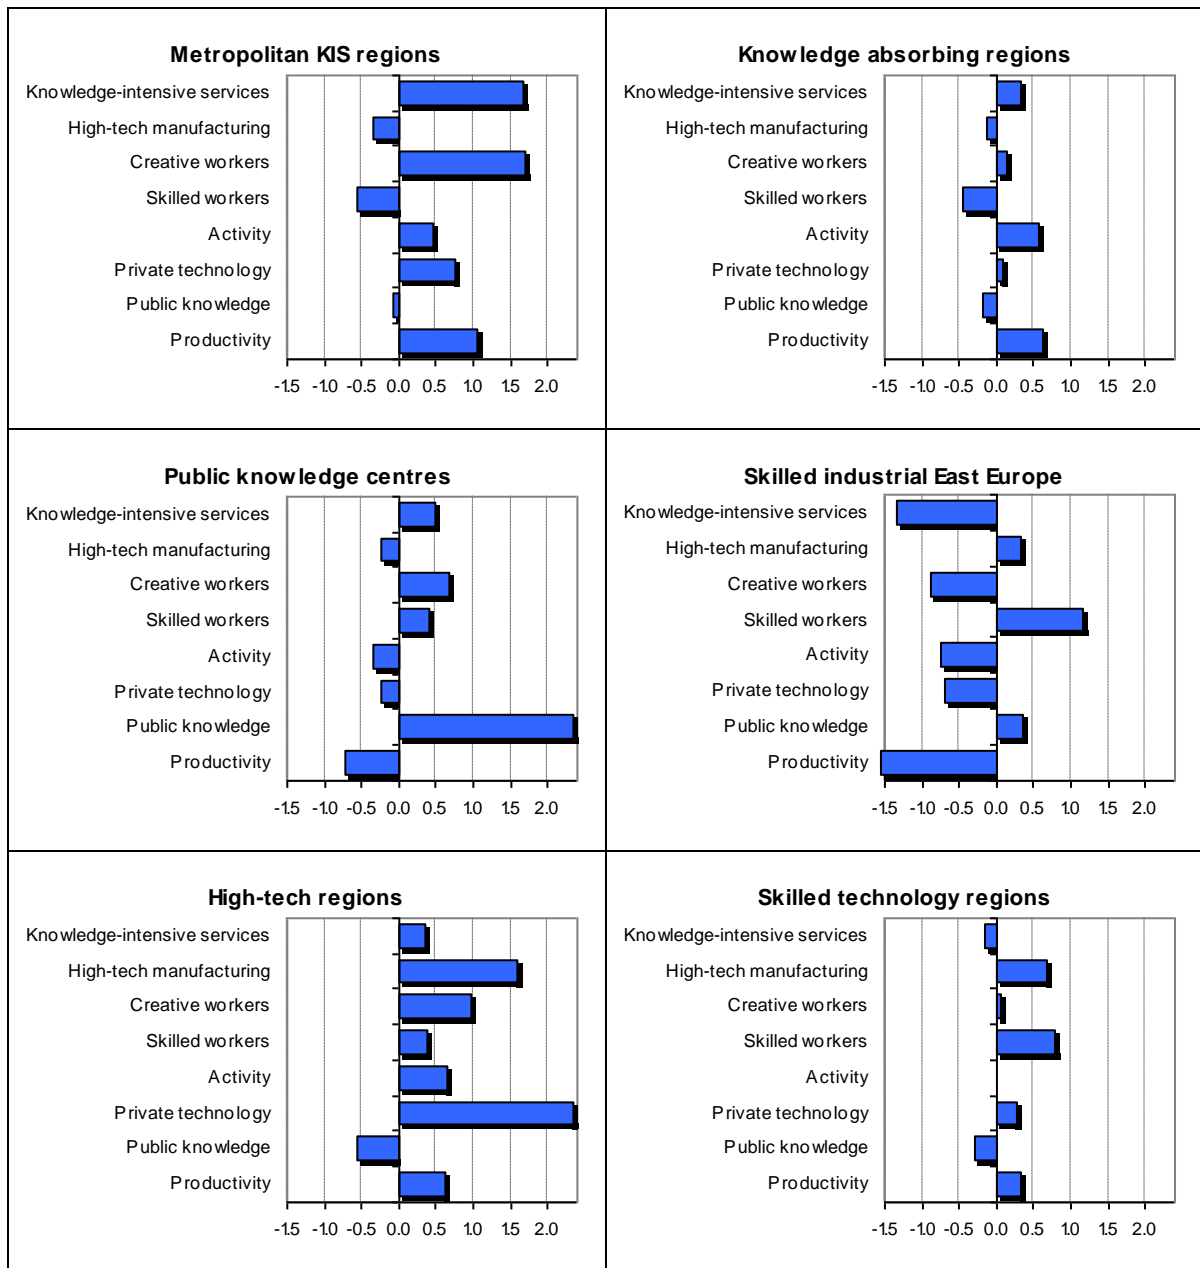 Metropolitan KIS regions
Knowledge-intensive services
High-tech manufacturing
Creative workers
Skilled workers
Activity
Private technology
Public knowledge
Productivity
-1.5 -1.0 -0.5 0.0 0.5 1.0 1.5 2.0
Knowledge absorbing regions
Knowledge-intensive services
High-tech manufacturing
Creative workers
Skilled workers
Activity
Private technology
Public knowledge
Productivity
-1.5 -1.0 -0.5 0.0 0.5 1.0 1.5 2.0
Public knowledge centres
Knowledge-intensive services
High-tech manufacturing
Creative workers
Skilled workers
Activity
Private technology
Public knowledge
Productivity
-1.5 -1.0 -0.5 0.0 0.5 1.0 1.5 2.0
Skilled industrial East Europe
Knowledge-intensive services
High-tech manufacturing
Creative workers
Skilled workers
Activity
Private technology
Public knowledge
Productivity
-1.5 -1.0 -0.5 0.0 0.5 1.0 1.5 2.0
High-tech regions
Knowledge-intensive services
High-tech manufacturing
Creative workers
Skilled workers
Activity
Private technology
Public knowledge
Productivity
-1.5 -1.0 -0.5 0.0 0.5 1.0 1.5 2.0
Skilled technology regions
Knowledge-intensive services
High-tech manufacturing
Creative workers
Skilled workers
Activity
Private technology
Public knowledge
Productivity
-1.5 -1.0 -0.5 0.0 0.5 1.0 1.5 2.0